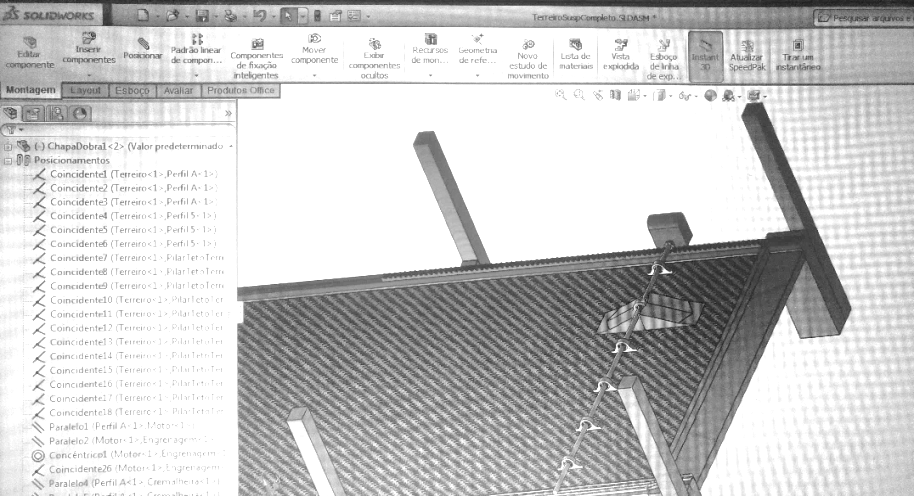 SOLIDWORKS
TerreiroSuspCompleto.SLDASM *
Pesquisar arquivos e
Editar componente
Inserir componentes
Posicionar
Padrão linear de compon...
Componentes de fixação inteligentes
Mover componente
Exibir componentes ocultos
Recursos de mon...
Geometria de refe...
Novo estudo de movimento
Lista de materiais
Vista explodida
Esboço de linha de exp...
Instant 3D
Atualizar SpeedPak
Tirar um instantâneo
Montagem
Layout
Esboço
Avaliar
Produtos Office
(-) ChapaDobra1<2> (Valor predeterminado
Posicionamentos
Coincidente1 (Terreiro<1>,Perfil A<1>)
Coincidente2 (Terreiro<1>,Perfil A<1>)
Coincidente3 (Terreiro<1>,Perfil A<1>)
Coincidente4 (Terreiro<1>,Perfil 5<1>)
Coincidente5 (Terreiro<1>,Perfil 5<1>)
Coincidente6 (Terreiro<1>,Perfil 5<1>)
Coincidente7 (Terreiro<1>,PilarTetoTerre
Coincidente8 (Terreiro<1>,PilarTetoTerre
Coincidente9 (Terreiro<1>,PilarTetoTerre
Coincidente10 (Terreiro<1>,PilarTetoTer
Coincidente11 (Terreiro<1>,PilarTetoTer
Coincidente12 (Terreiro<1>,PilarTetoTer
Coincidente13 (Terreiro<1>,PilarTetoTer
Coincidente14 (Terreiro<1>,PilarTetoTer
Coincidente15 (Terreiro<1>,PilarTetoTer
Coincidente16 (Terreiro<1>,PilarTetoTer
Coincidente17 (Terreiro<1>,PilarTetoTer
Coincidente18 (Terreiro<1>,PilarTetoTer
Paralelo1 (Perfil A<1>,Motor<1>)
Paralelo2 (Motor<1>,Engrenagem<1
Concêntrico1 (Motor<1>,Engrenagem
Coincidente26 (Motor<1>,Engrenagem
Paralelo4 (Perfil A<1>,Cremalheira<1